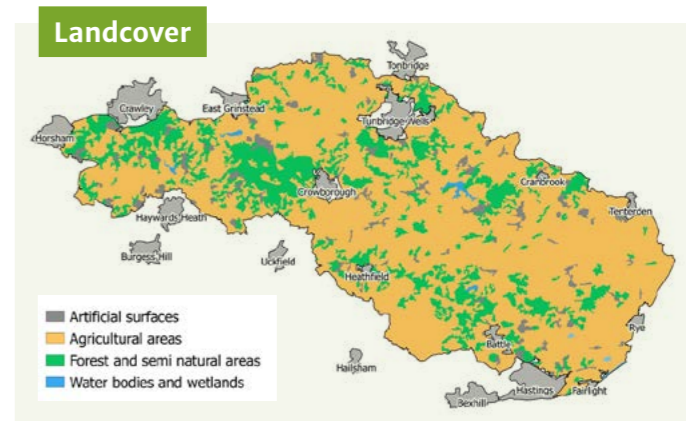 Landcover
Tonbridge
Crawley
East Grinstead
Tunbridge Wells
Horsham
Cranbrook
Crowborough
Tenterden
Haywards Heath
Burgess Hill
Uckfield
Heathfield
Artificial surfaces
Agricultural areas
Forest and semi natural areas
Water bodies and wetlands
Rye
Battle
Hailsham
Hastings
Fairlight
Bexhill